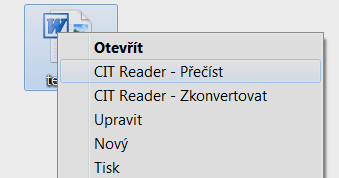 Otevřít
CIT Reader - Přečíst
CIT Reader - Zkonvertovat
Upravit
Nový
Tisk